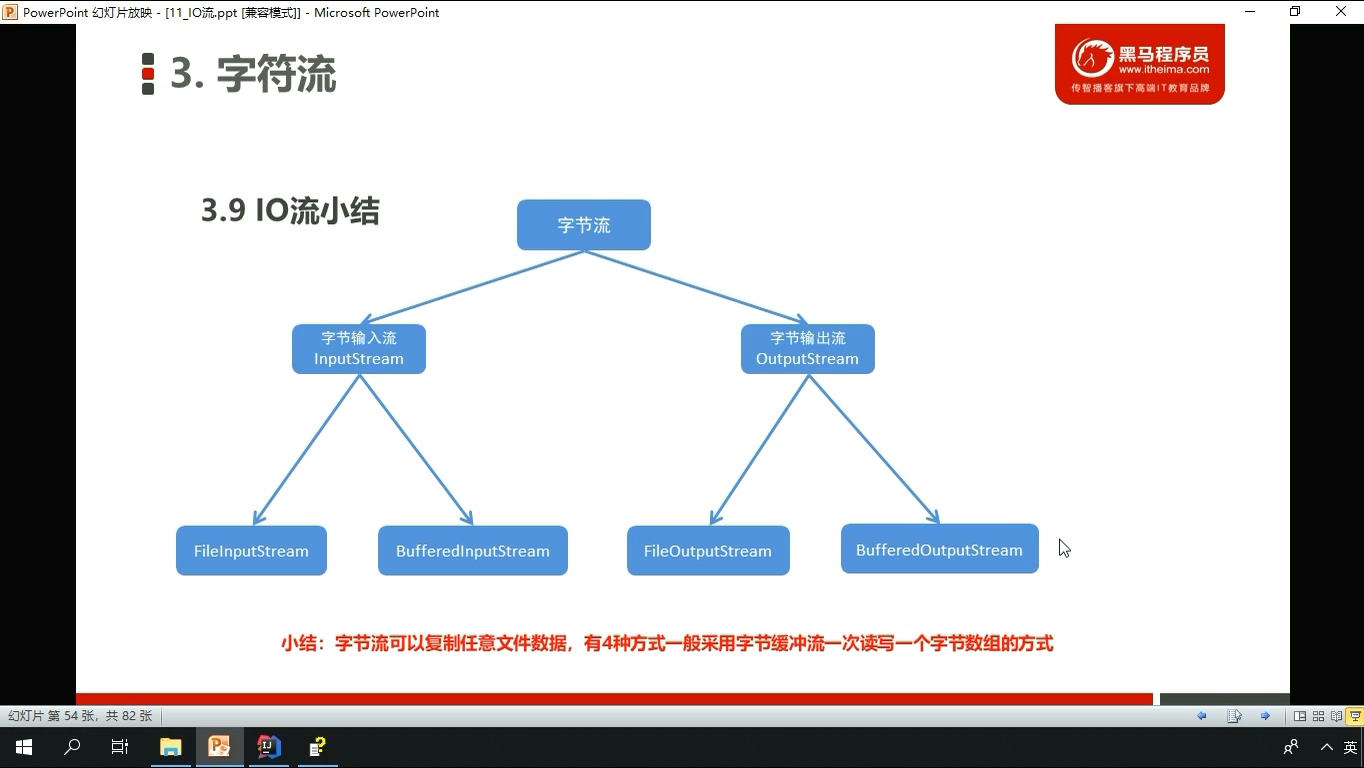 PowerPoint 幻灯片放映 - [11_IO流.ppt [兼容模式]] - Microsoft PowerPoint
黑马程序员
www.itheima.com
传智播客旗下高端IT教育品牌
3. 字符流
3.9 IO流小结
字节流
字节输入流
InputStream
字节输出流
OutputStream
FileInputStream
BufferedInputStream
FileOutputStream
BufferedOutputStream
小结：字节流可以复制任意文件数据，有4种方式一般采用字节缓冲流一次读写一个字节数组的方式
幻灯片 第 54 张，共 82 张
英